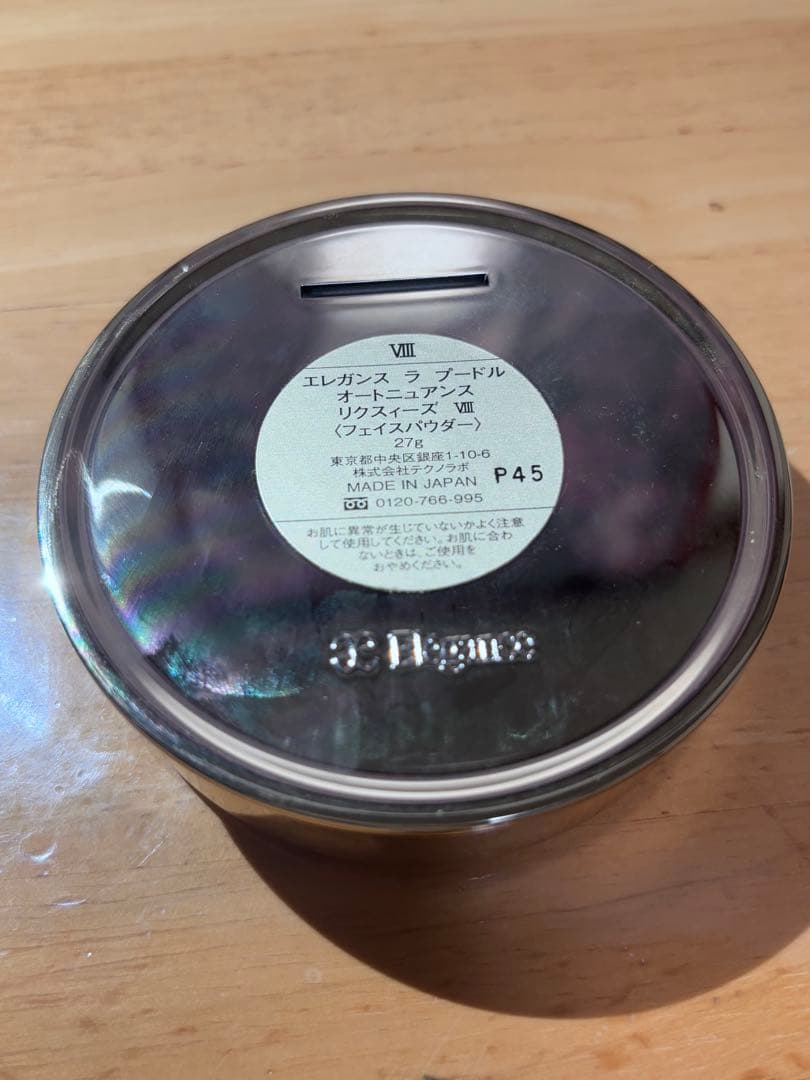 Ⅷ
エレガンス ラ プードル
オートニュアンス
リクスィーズ Ⅷ
〈フェイスパウダー〉
27g
東京都中央区銀座1-10-6
株式会社テクノラボ
MADE IN JAPAN P45
0120-766-995
お肌に異常が生じていないかよく注意
して使用してください。お肌に合わ
ないときは、ご使用を
おやめください。
Elégance